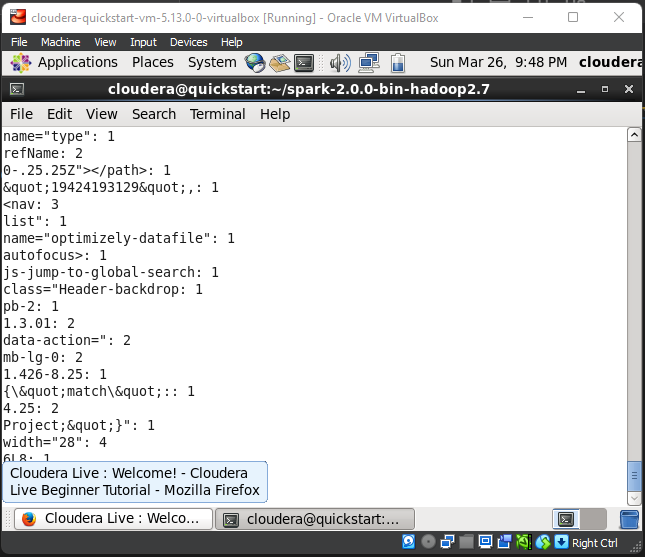 cloudera-quickstart-vm-5.13.0-0-virtualbox [Running] - Oracle VM VirtualBox
File Machine View Input Devices Help
Applications Places System Sun Mar 26, 9:48 PM cloudera
cloudera@quickstart:~/spark-2.0.0-bin-hadoop2.7
File Edit View Search Terminal Help
name="type": 1
refName: 2
0-.25.25Z"></path>: 1
&quot;19424193129&quot;,: 1
<nav: 3
list": 1
name="optimizely-datafile": 1
autofocus>: 1
js-jump-to-global-search: 1
class="Header-backdrop: 1
pb-2: 1
1.3.01: 2
data-action=": 2
mb-lg-0: 2
1.426-8.25: 1
{\&quot;match\&quot;:: 1
4.25: 2
Project;&quot;}": 1
width="28": 4
6L8: 1
Cloudera Live : Welcome! - Cloudera
Live Beginner Tutorial - Mozilla Firefox
Cloudera Live : Welco... cloudera@quickstart:...
Right Ctrl